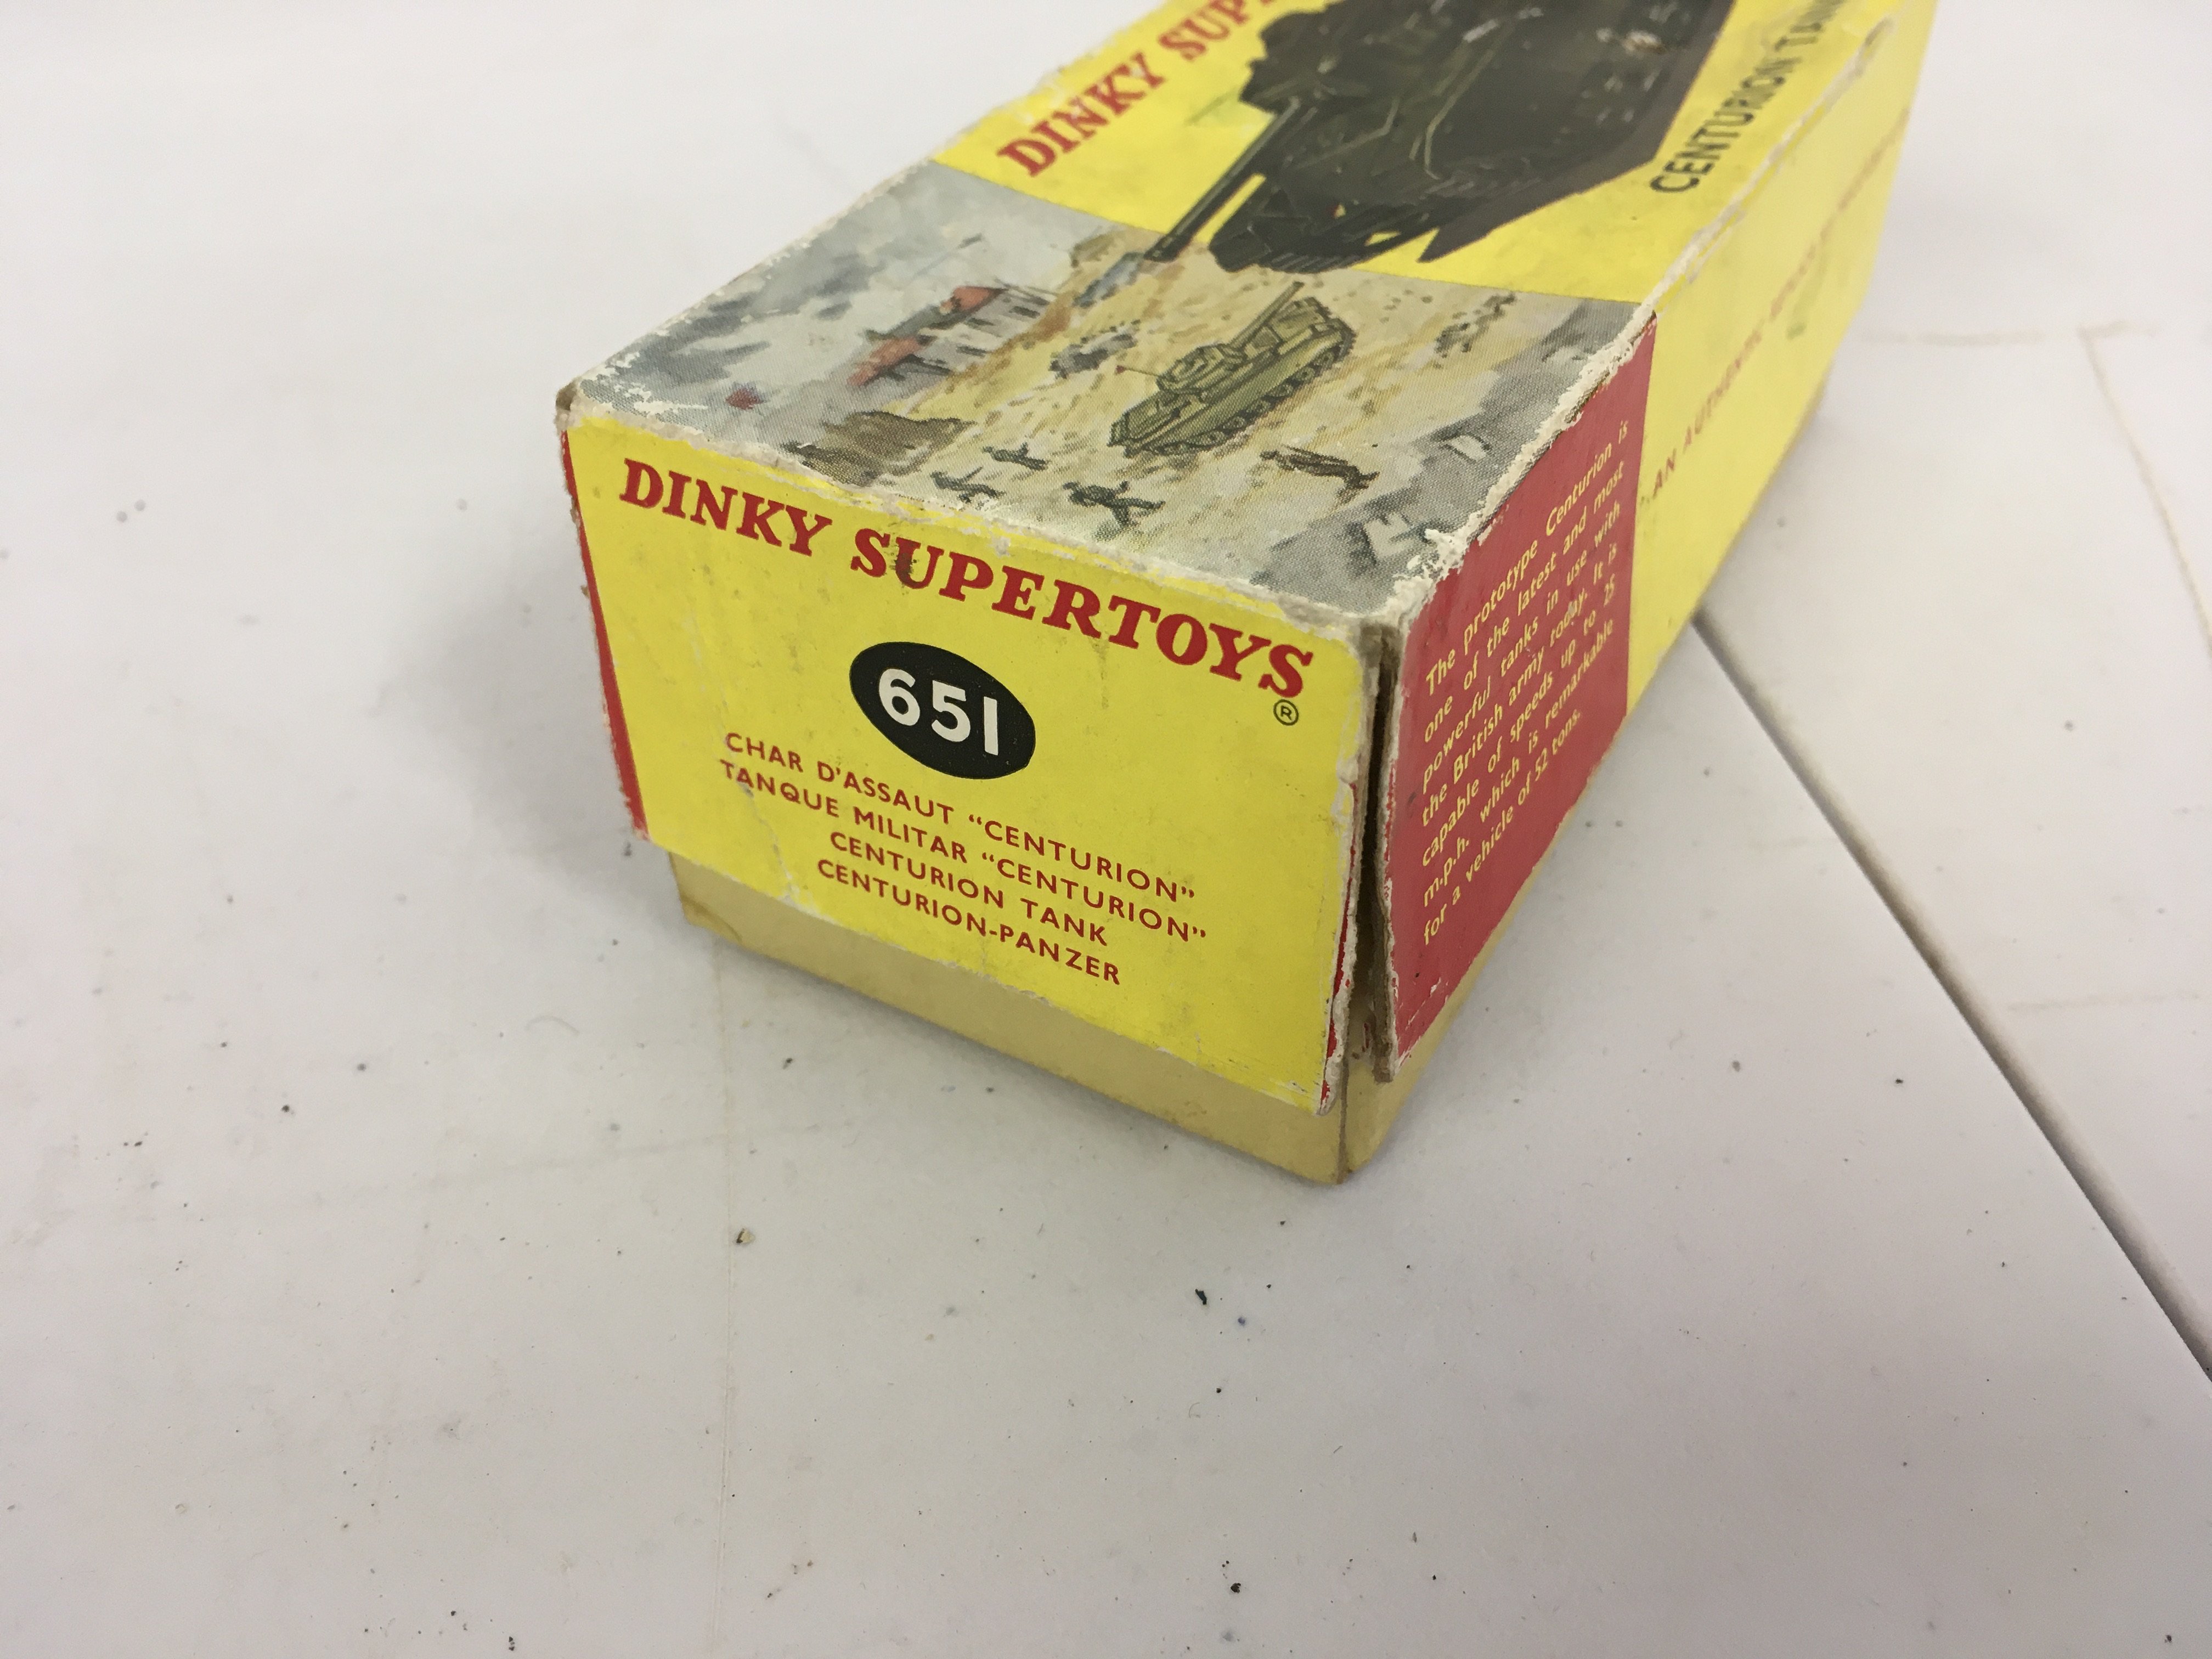 DINKY
CENTURION
DINKY SUPERTOYS
®
651
CHAR D'ASSAUT “CENTURION”
TANQUE MILITAR “CENTURION”
CENTURION TANK
CENTURION-PANZER
The prototype Centurion is
one of the latest and most
powerful tanks in use with
the British army today. It is
capable of speeds up to 25
m.p.h. which is remarkable
for a vehicle of 52 tons.
AN AUTHENTIC